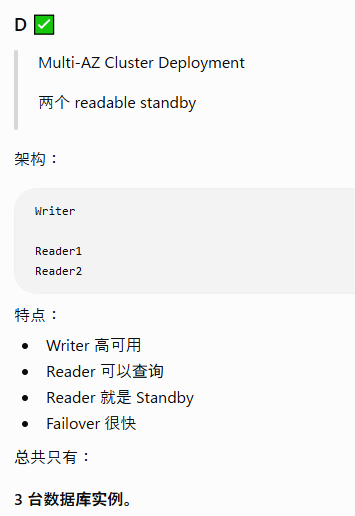 D ✅
Multi-AZ Cluster Deployment
两个 readable standby
架构：
Writer
Reader1
Reader2
特点：
Writer 高可用
Reader 可以查询
Reader 就是 Standby
Failover 很快
总共只有：
3 台数据库实例。